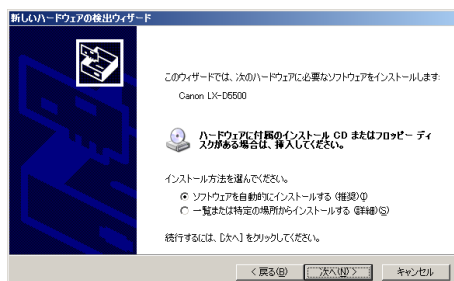 新しいハードウェアの検出ウィザード
このウィザードでは、次のハードウェアに必要なソフトウェアをインストールします:
Canon LX-D5500
ハードウェアに付属のインストール CD またはフロッピー ディ
スクがある場合は、挿入してください。
インストール方法を選んでください。
ソフトウェアを自動的にインストールする (推奨)(I)
一覧または特定の場所からインストールする (詳細)(S)
続行するには、[次へ] をクリックしてください。
< 戻る(B)
次へ(N) >
キャンセル